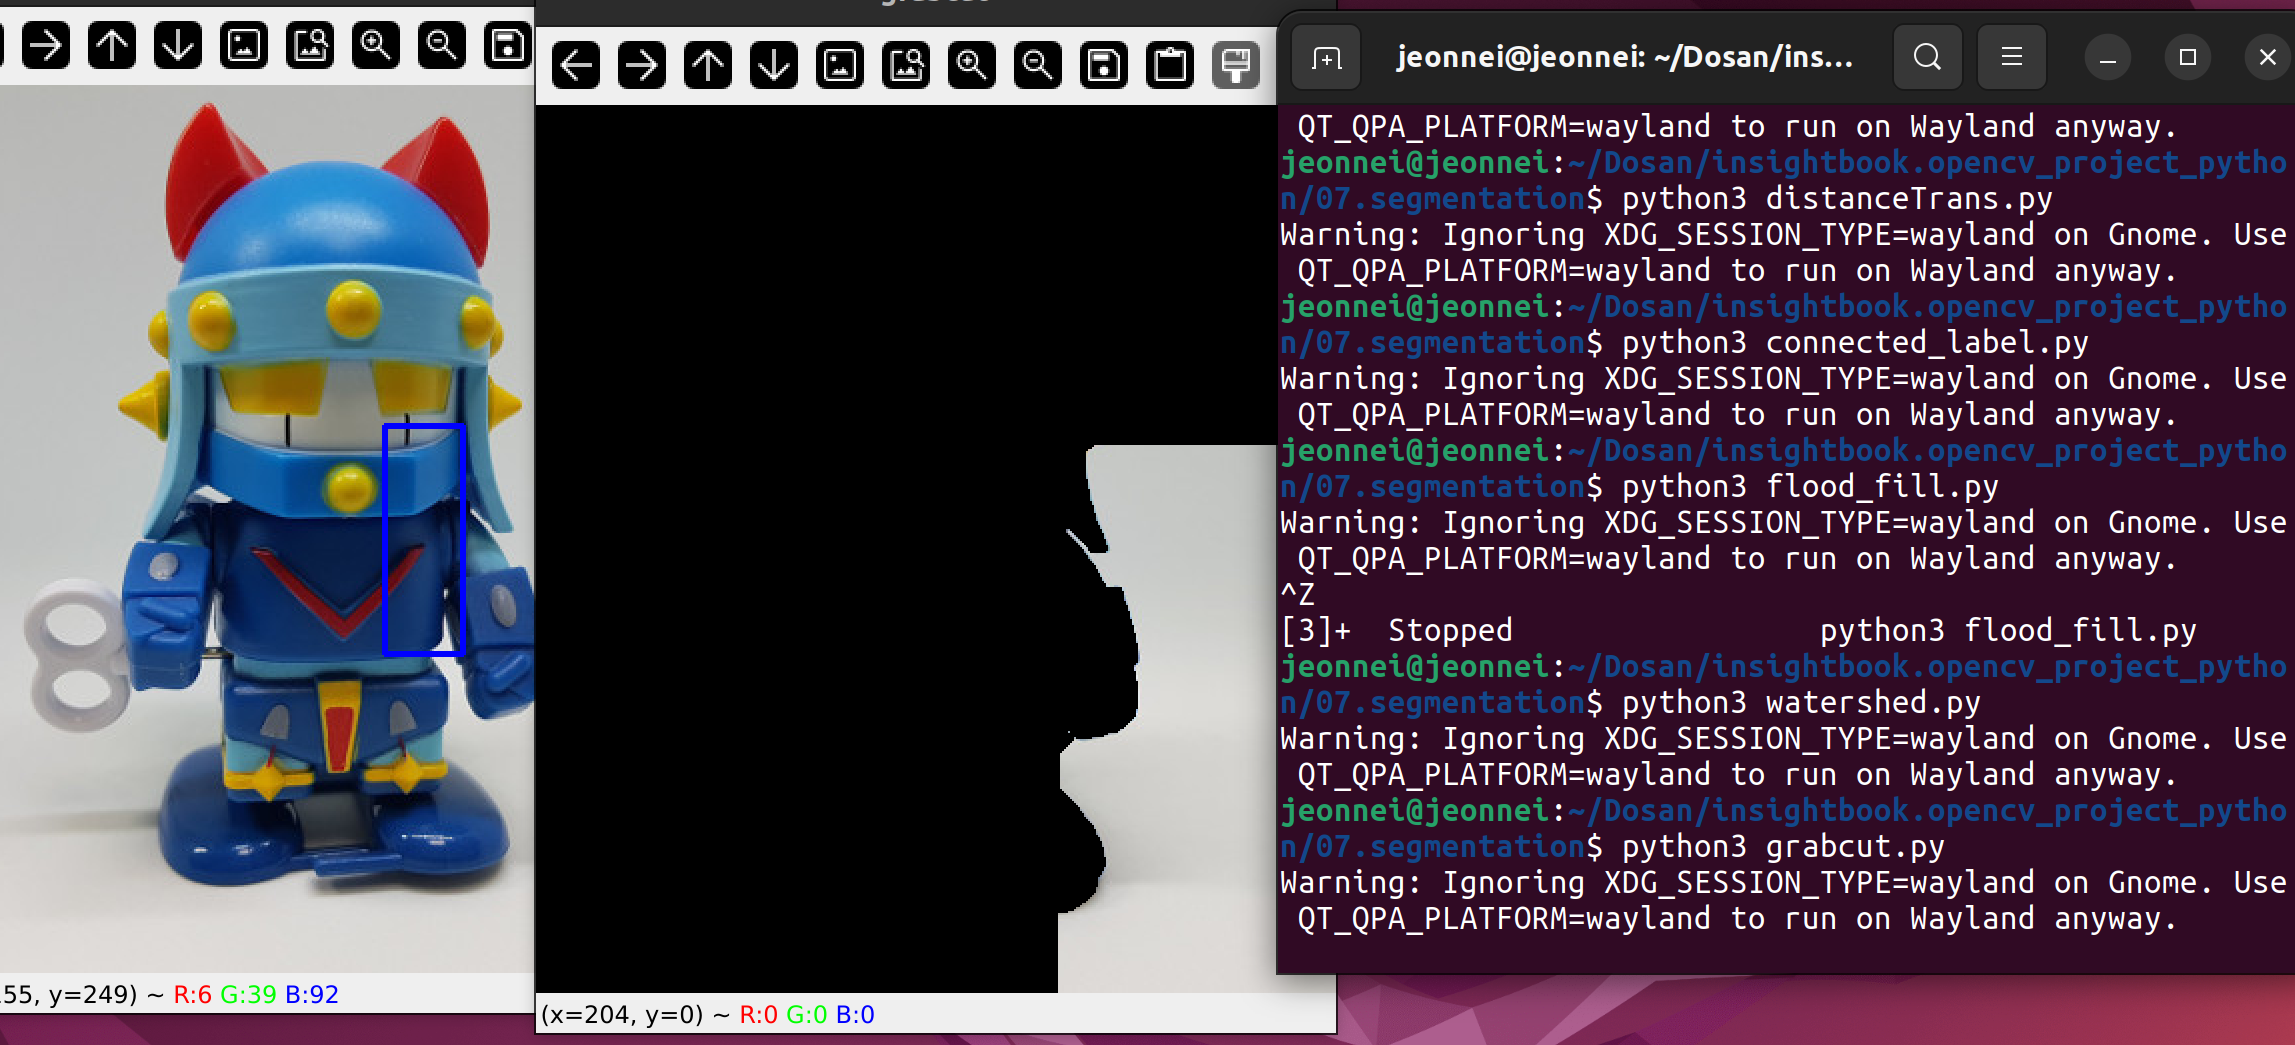 55, y=249) ~ R:6 G:39 B:92
(x=204, y=0) ~ R:0 G:0 B:0
jeonnei@jeonnei: ~/Dosan/ins...
QT_QPA_PLATFORM=wayland to run on Wayland anyway.
jeonnei@jeonnei:~/Dosan/insightbook.opencv_project_pytho
n/07.segmentation$ python3 distanceTrans.py
Warning: Ignoring XDG_SESSION_TYPE=wayland on Gnome. Use
QT_QPA_PLATFORM=wayland to run on Wayland anyway.
jeonnei@jeonnei:~/Dosan/insightbook.opencv_project_pytho
n/07.segmentation$ python3 connected_label.py
Warning: Ignoring XDG_SESSION_TYPE=wayland on Gnome. Use
QT_QPA_PLATFORM=wayland to run on Wayland anyway.
jeonnei@jeonnei:~/Dosan/insightbook.opencv_project_pytho
n/07.segmentation$ python3 flood_fill.py
Warning: Ignoring XDG_SESSION_TYPE=wayland on Gnome. Use
QT_QPA_PLATFORM=wayland to run on Wayland anyway.
^Z
[3]+  Stopped                 python3 flood_fill.py
jeonnei@jeonnei:~/Dosan/insightbook.opencv_project_pytho
n/07.segmentation$ python3 watershed.py
Warning: Ignoring XDG_SESSION_TYPE=wayland on Gnome. Use
QT_QPA_PLATFORM=wayland to run on Wayland anyway.
jeonnei@jeonnei:~/Dosan/insightbook.opencv_project_pytho
n/07.segmentation$ python3 grabcut.py
Warning: Ignoring XDG_SESSION_TYPE=wayland on Gnome. Use
QT_QPA_PLATFORM=wayland to run on Wayland anyway.